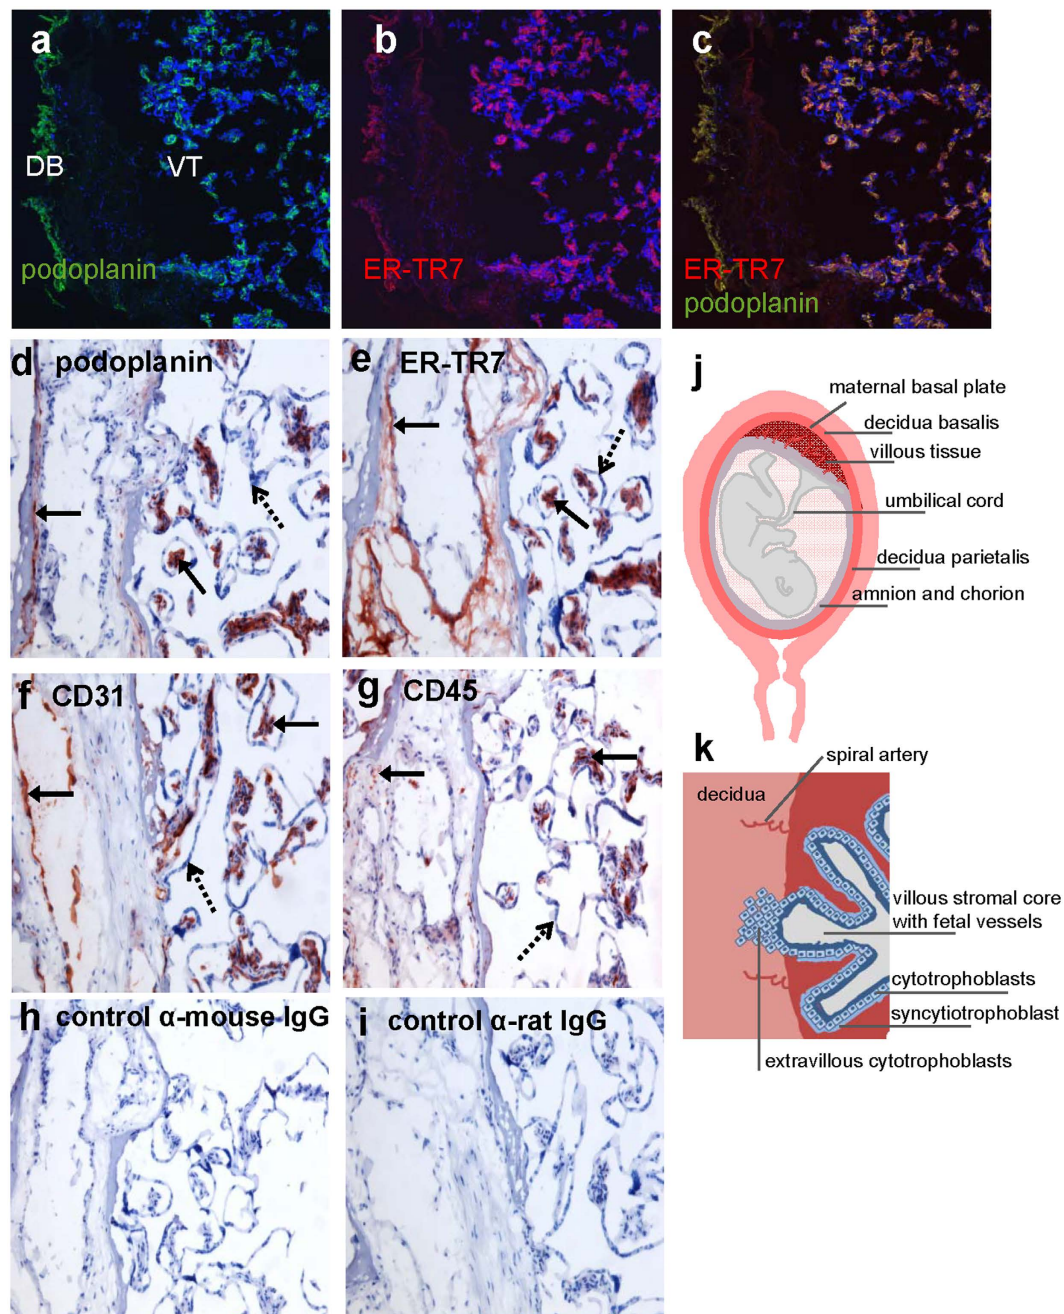 a
b
c
DB
VT
podoplanin
ER-TR7
ER-TR7
podoplanin
d podoplanin
e ER-TR7
f CD31
g CD45
h control α-mouse IgG
i control α-rat IgG
j
maternal basal plate
decidua basalis
villous tissue
umbilical cord
decidua parietalis
amnion and chorion
k
spiral artery
decidua
villous stromal core
with fetal vessels
cytotrophoblasts
syncytiotrophoblast
extravillous cytotrophoblasts